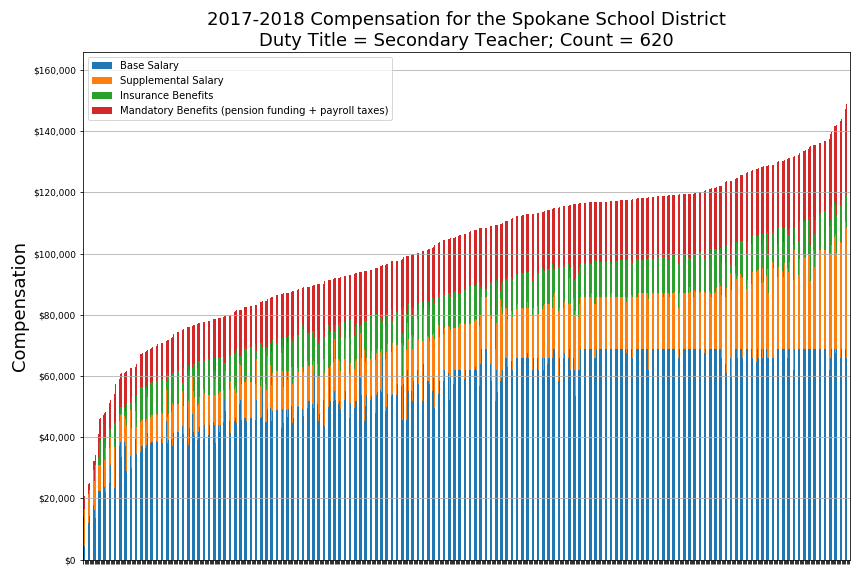 2017-2018 Compensation for the Spokane School District
Duty Title = Secondary Teacher; Count = 620
Base Salary
Supplemental Salary
Insurance Benefits
Mandatory Benefits (pension funding + payroll taxes)
Compensation
$160,000
$140,000
$120,000
$100,000
$80,000
$60,000
$40,000
$20,000
$0